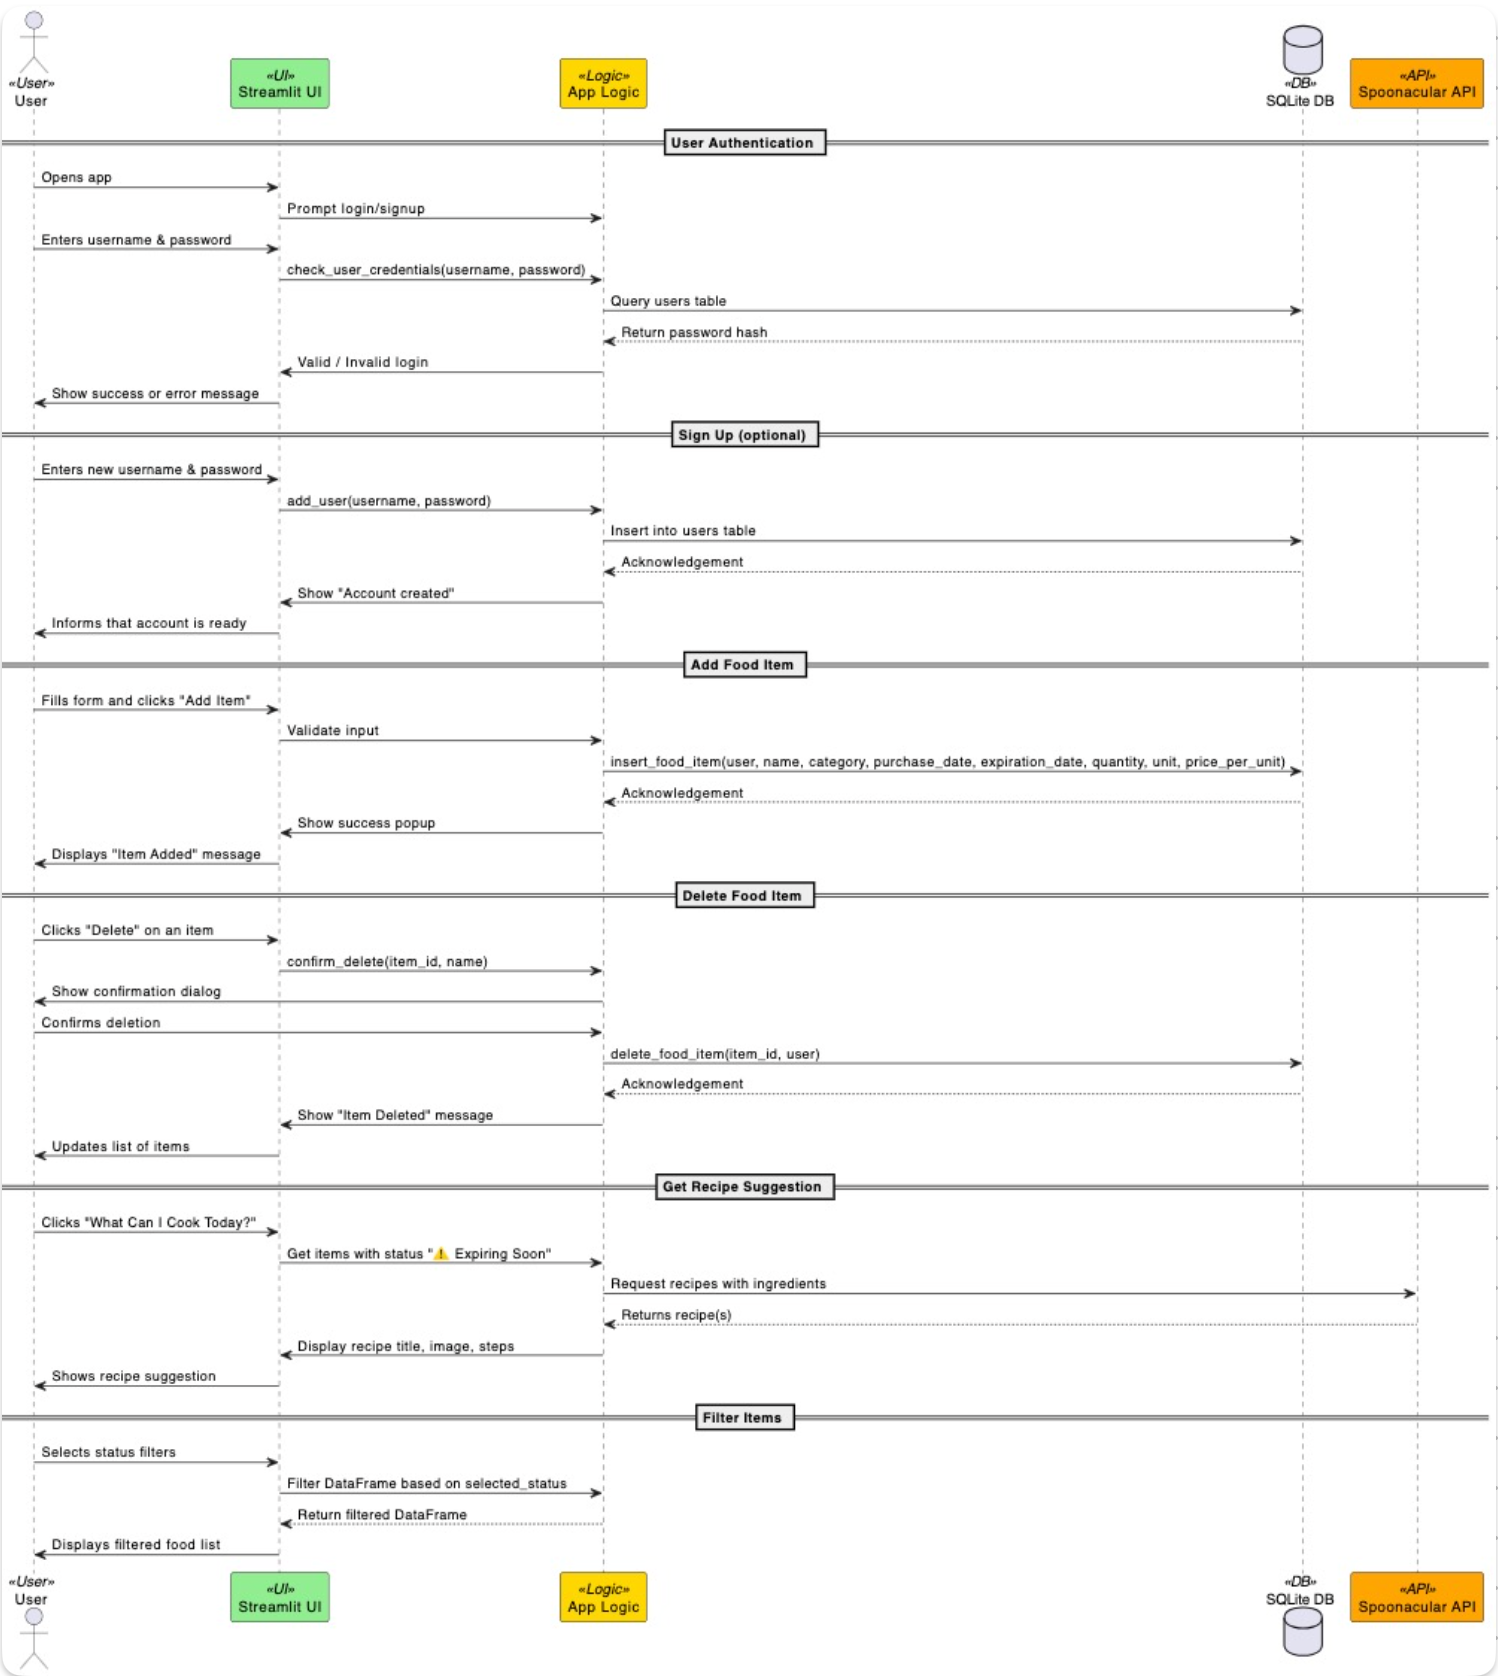 «User»
User
«UI»
Streamlit UI
«Logic»
App Logic
«DB»
SQLite DB
«API»
Spoonacular API
User Authentication
Opens app
Prompt login/signup
Enters username & password
check_user_credentials(username, password)
Query users table
Return password hash
Valid / Invalid login
Show success or error message
Sign Up (optional)
Enters new username & password
add_user(username, password)
Insert into users table
Acknowledgement
Show "Account created"
Informs that account is ready
Add Food Item
Fills form and clicks "Add Item"
Validate input
insert_food_item(user, name, category, purchase_date, expiration_date, quantity, unit, price_per_unit)
Acknowledgement
Show success popup
Displays "Item Added" message
Delete Food Item
Clicks "Delete" on an item
confirm_delete(item_id, name)
Show confirmation dialog
Confirms deletion
delete_food_item(item_id, user)
Acknowledgement
Show "Item Deleted" message
Updates list of items
Get Recipe Suggestion
Clicks "What Can I Cook Today?"
Get items with status "⚠️ Expiring Soon"
Request recipes with ingredients
Returns recipe(s)
Display recipe title, image, steps
Shows recipe suggestion
Filter Items
Selects status filters
Filter DataFrame based on selected_status
Return filtered DataFrame
Displays filtered food list
«User»
User
«UI»
Streamlit UI
«Logic»
App Logic
«DB»
SQLite DB
«API»
Spoonacular API